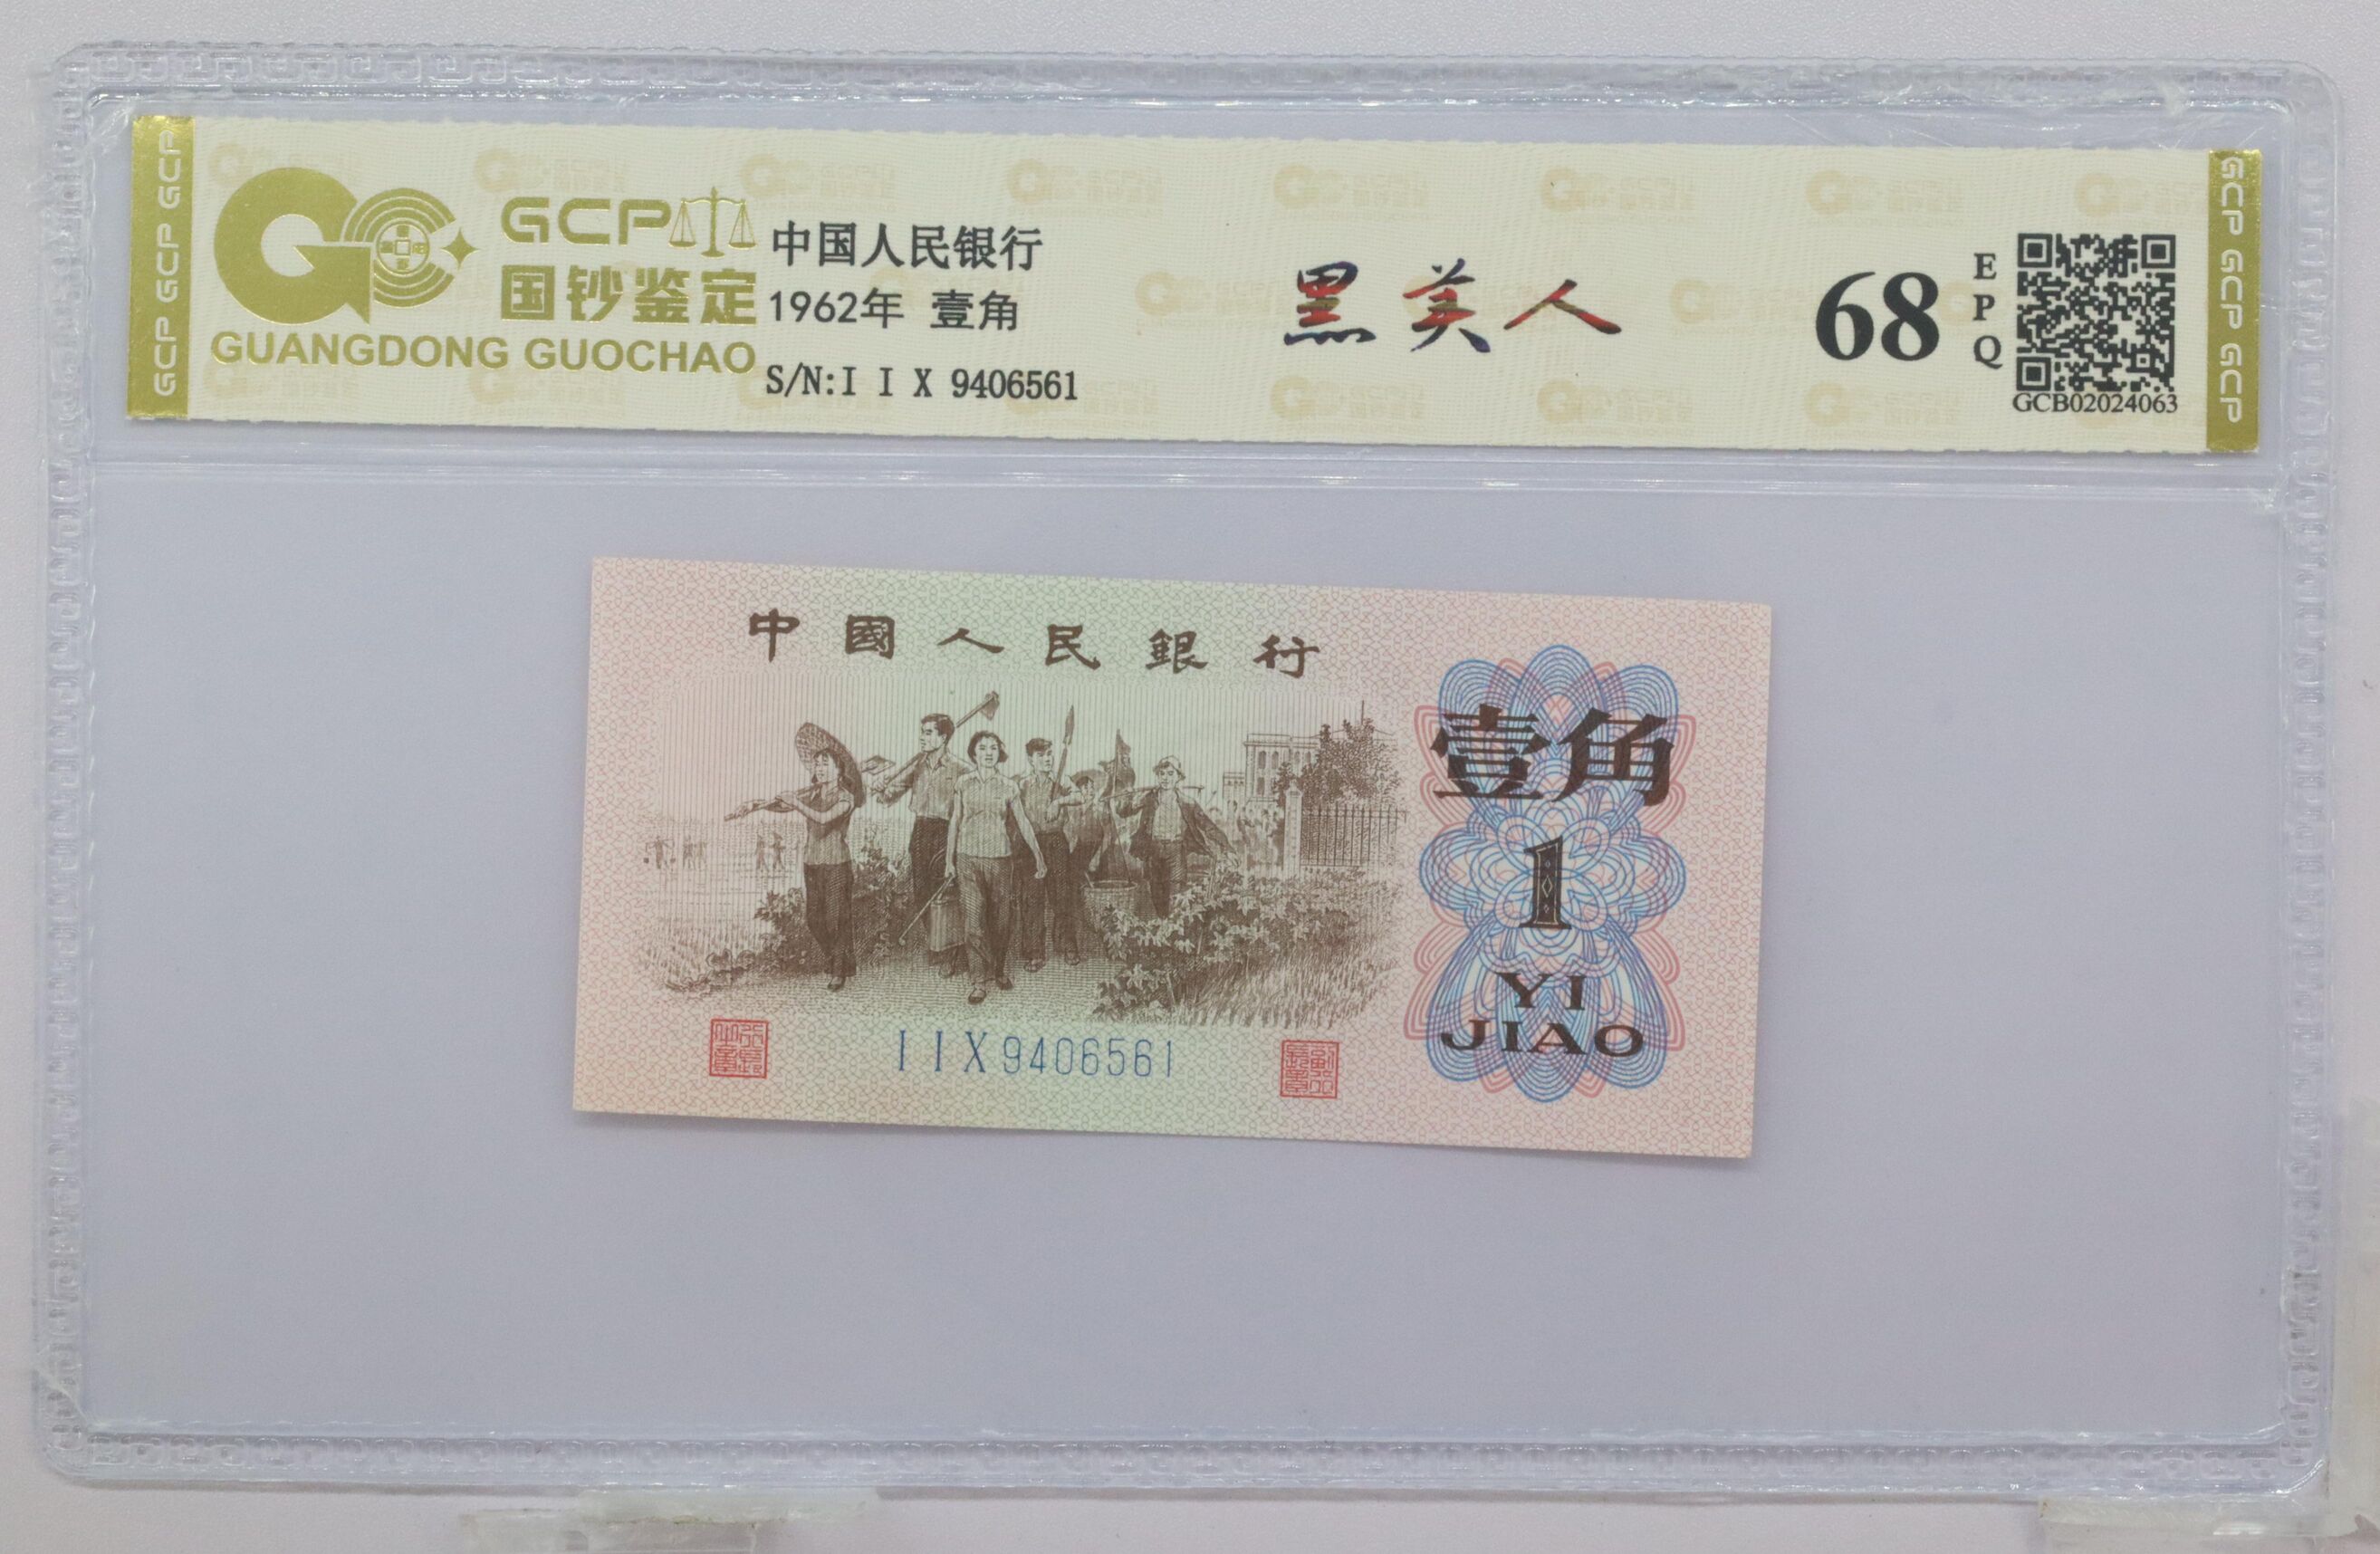 GCP GCP GCP
GCP
国钞鉴定
GUANGDONG GUOCHAO
中国人民银行
1962年 壹角
S/N:I I X 9406561
黑美人
68
E
P
Q
GCB02024063
GCP GCP GCP
中國人民銀行
壹角
1
YI
JIAO
I I X 9406561